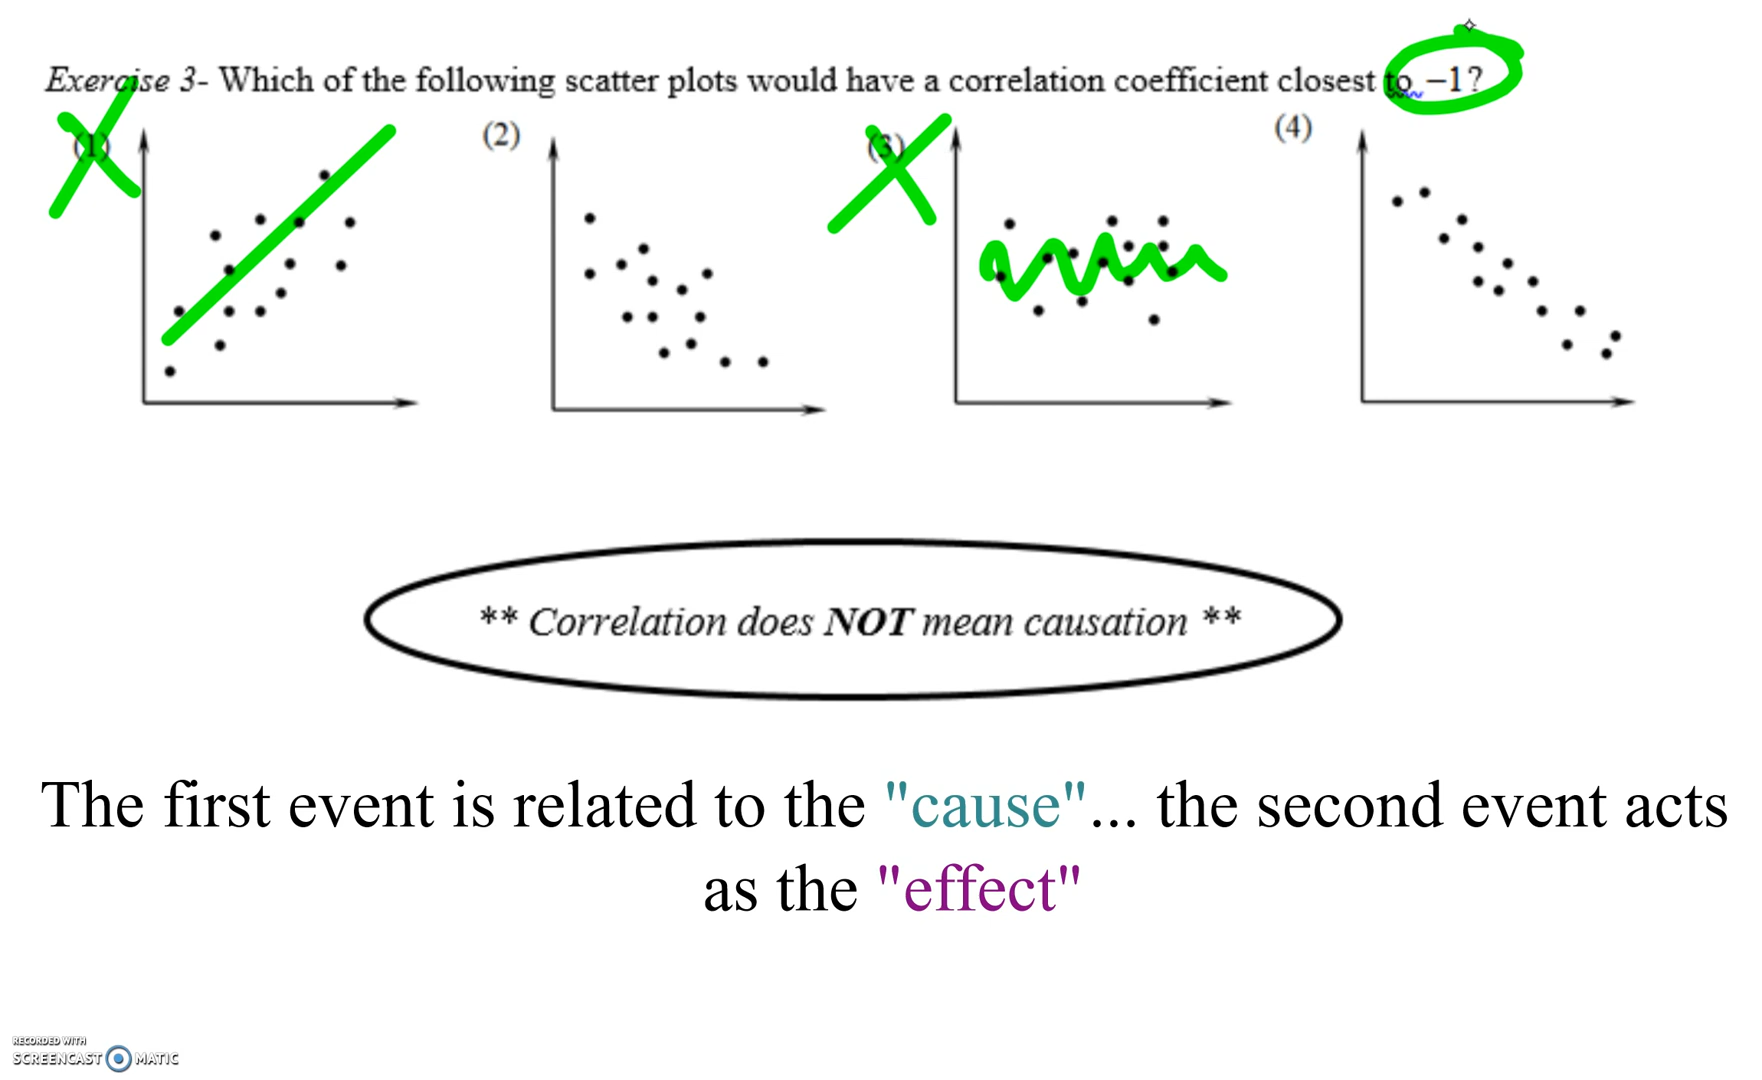 Exercise 3- Which of the following scatter plots would have a correlation coefficient closest to –1?
(1) (2) (3) (4)
** Correlation does NOT mean causation **
The first event is related to the "cause"... the second event acts
as the "effect"
RECORDED WITH
SCREENCAST MATIC